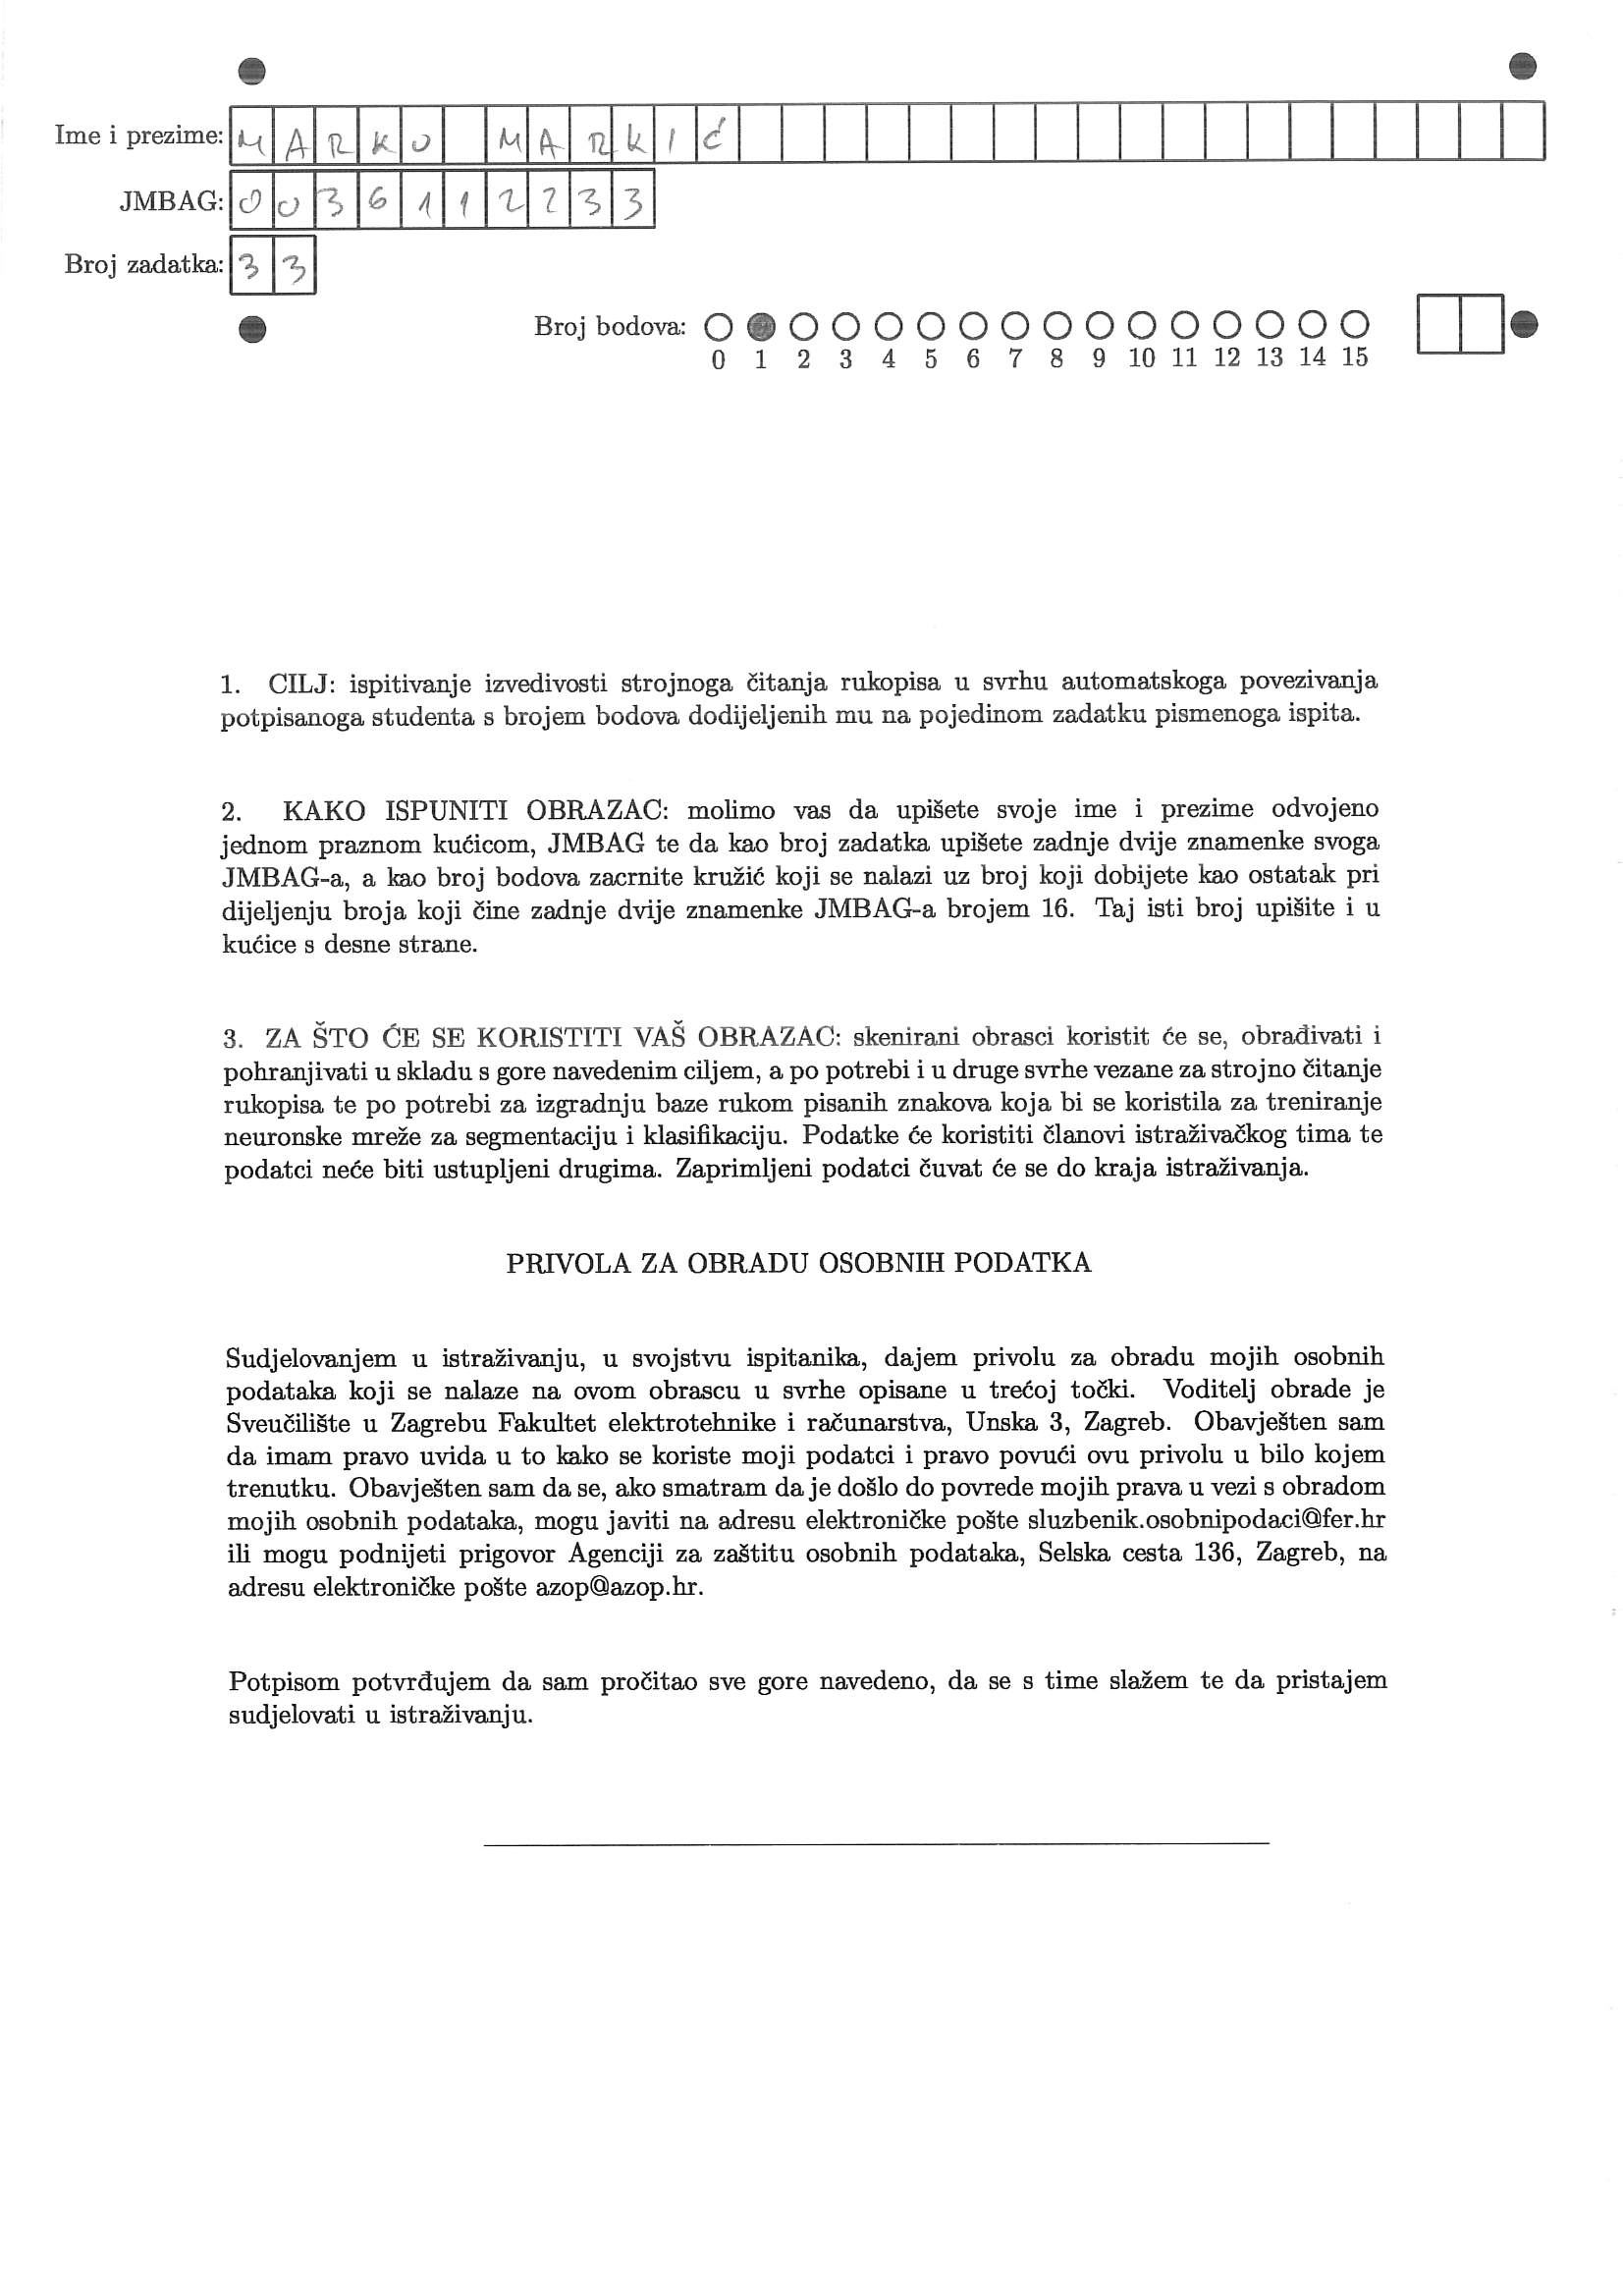 Ime i prezime: MARKO MARKIĆ
JMBAG: 0036112233
Broj zadatka: 33
Broj bodova:
0 1 2 3 4 5 6 7 8 9 10 11 12 13 14 15
1. CILJ: ispitivanje izvedivosti strojnoga čitanja rukopisa u svrhu automatskoga povezivanja
potpisanoga studenta s brojem bodova dodijeljenih mu na pojedinom zadatku pismenoga ispita.
2. KAKO ISPUNITI OBRAZAC: molimo vas da upišete svoje ime i prezime odvojeno
jednom praznom kućicom, JMBAG te da kao broj zadatka upišete zadnje dvije znamenke svoga
JMBAG-a, a kao broj bodova zacrnite kružić koji se nalazi uz broj koji dobijete kao ostatak pri
dijeljenju broja koji čine zadnje dvije znamenke JMBAG-a brojem 16. Taj isti broj upišite i u
kućice s desne strane.
3. ZA ŠTO ĆE SE KORISTITI VAŠ OBRAZAC: skenirani obrasci koristit će se, obrađivati i
pohranjivati u skladu s gore navedenim ciljem, a po potrebi i u druge svrhe vezane za strojno čitanje
rukopisa te po potrebi za izgradnju baze rukom pisanih znakova koja bi se koristila za treniranje
neuronske mreže za segmentaciju i klasifikaciju. Podatke će koristiti članovi istraživačkog tima te
podatci neće biti ustupljeni drugima. Zaprimljeni podatci čuvat će se do kraja istraživanja.
PRIVOLA ZA OBRADU OSOBNIH PODATKA
Sudjelovanjem u istraživanju, u svojstvu ispitanika, dajem privolu za obradu mojih osobnih
podataka koji se nalaze na ovom obrascu u svrhe opisane u trećoj točki. Voditelj obrade je
Sveučilište u Zagrebu Fakultet elektrotehnike i računarstva, Unska 3, Zagreb. Obavješten sam
da imam pravo uvida u to kako se koriste moji podatci i pravo povući ovu privolu u bilo kojem
trenutku. Obavješten sam da se, ako smatram da je došlo do povrede mojih prava u vezi s obradom
mojih osobnih podataka, mogu javiti na adresu elektroničke pošte sluzbenik.osobnipodaci@fer.hr
ili mogu podnijeti prigovor Agenciji za zaštitu osobnih podataka, Selska cesta 136, Zagreb, na
adresu elektroničke pošte azop@azop.hr.
Potpisom potvrđujem da sam pročitao sve gore navedeno, da se s time slažem te da pristajem
sudjelovati u istraživanju.